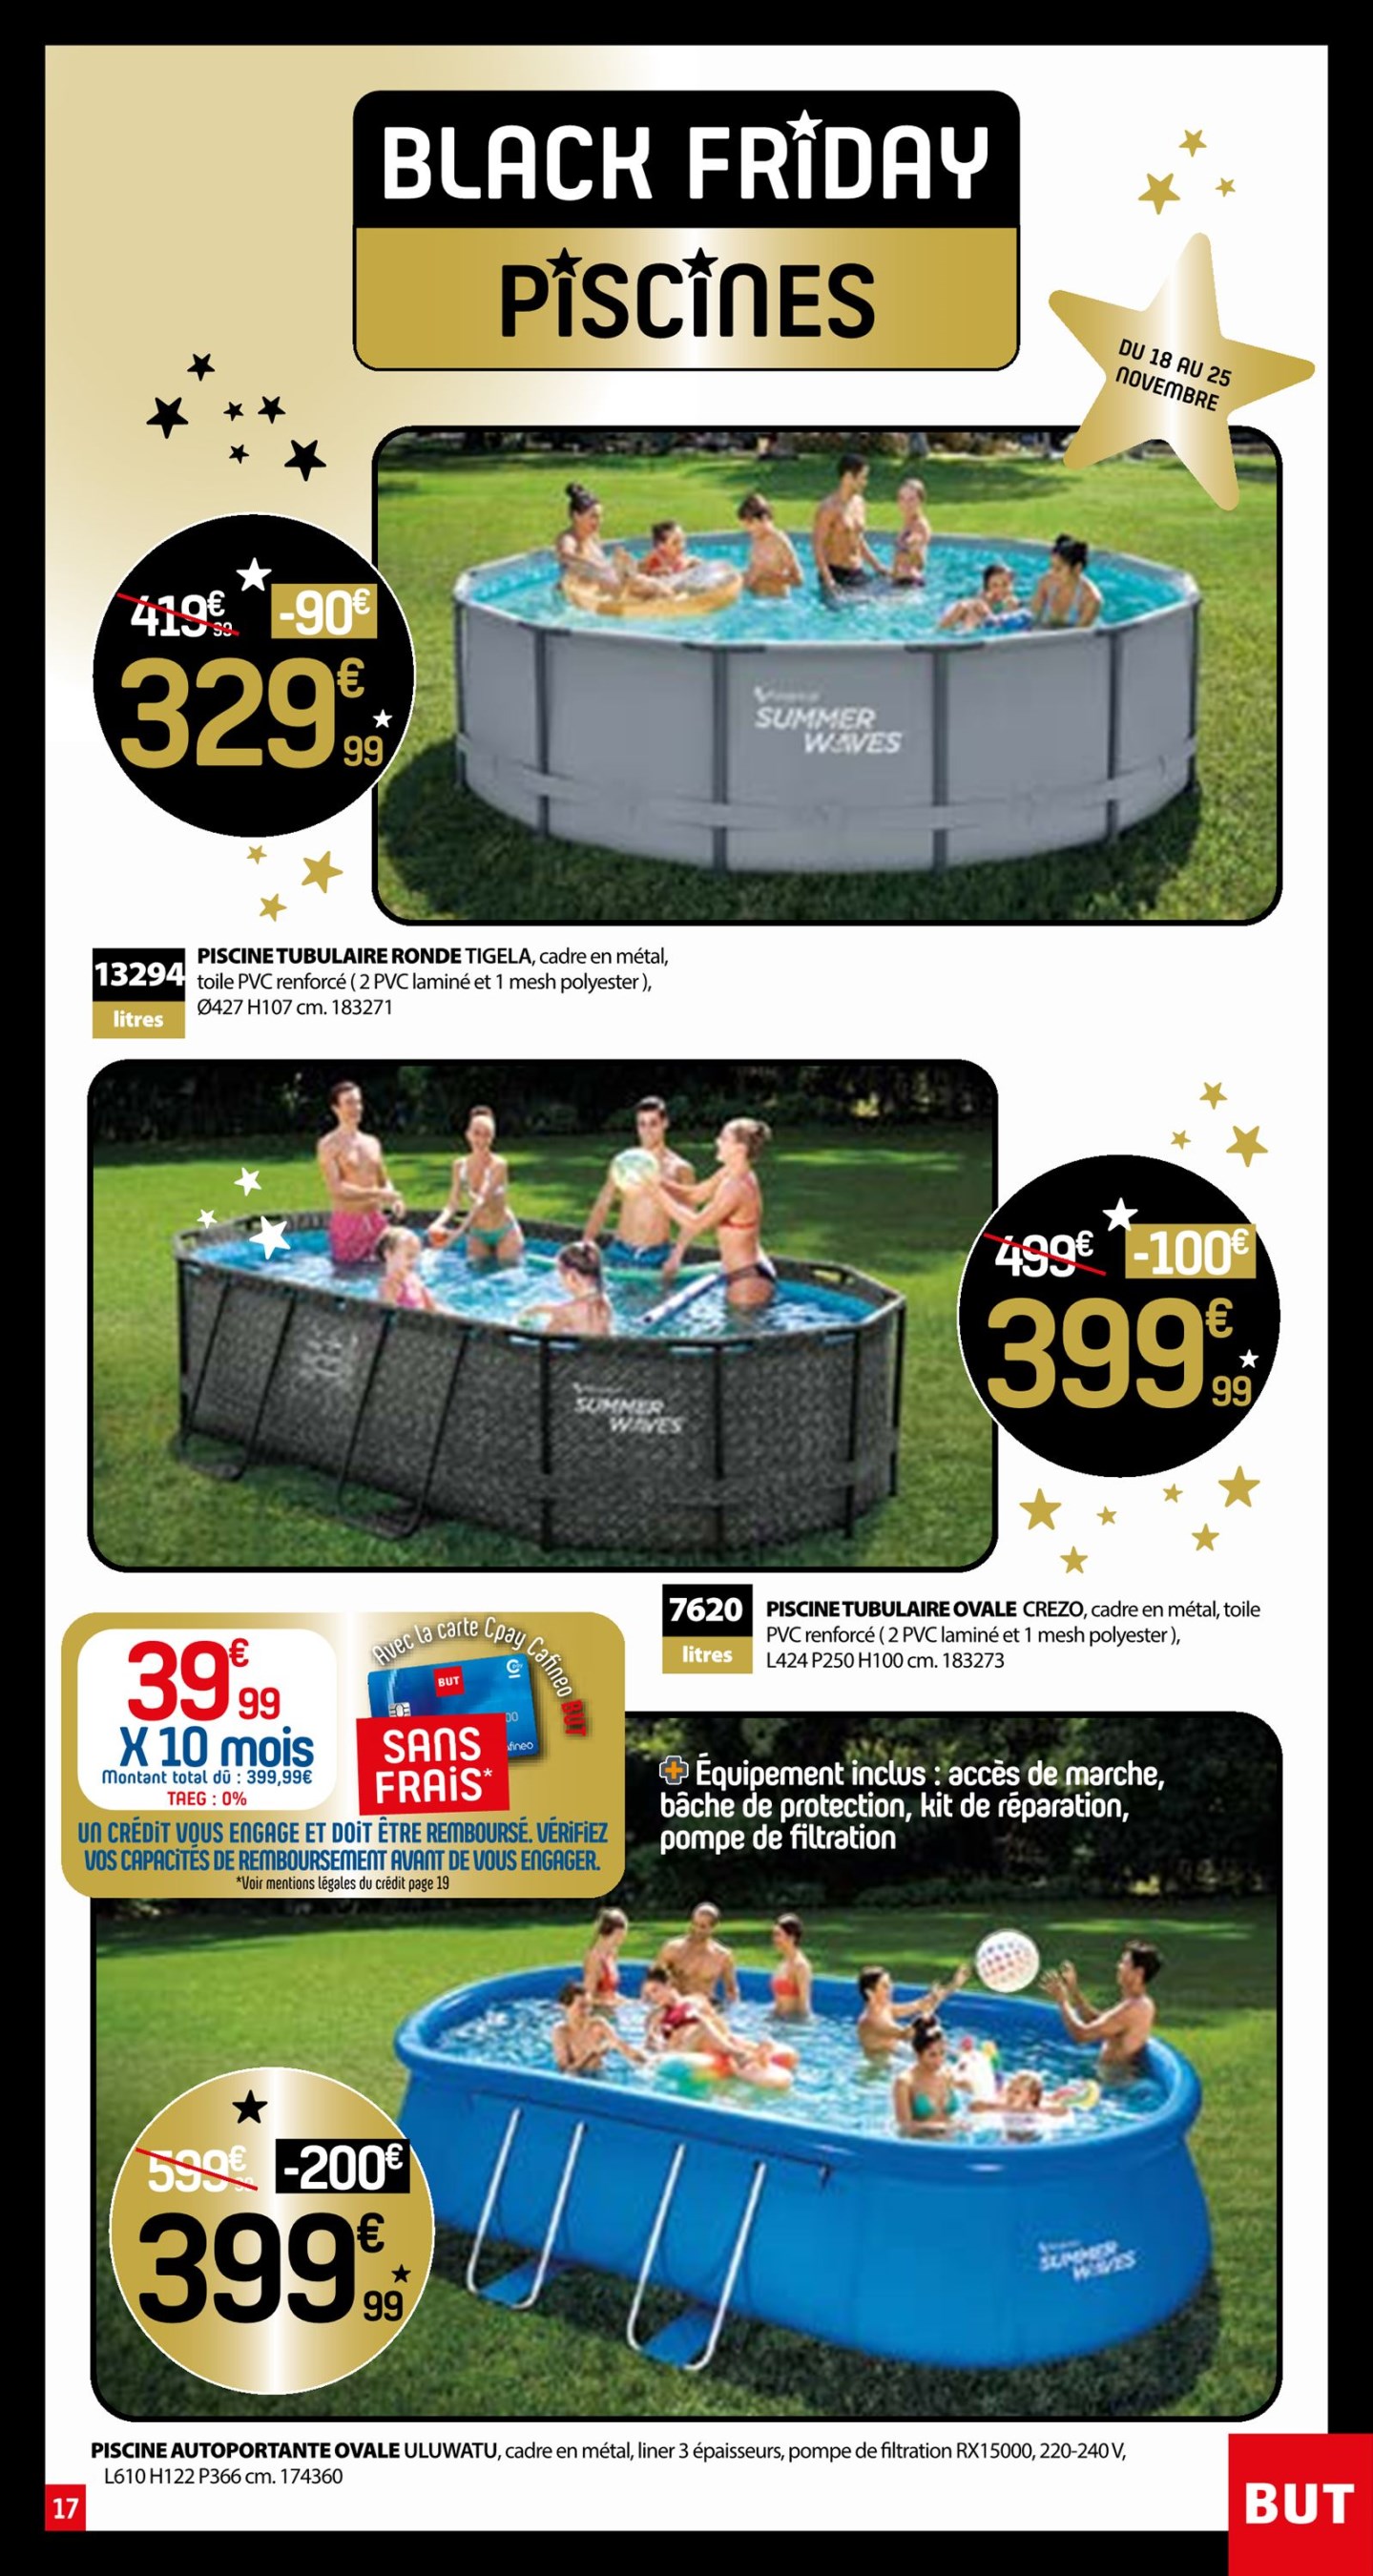 BLACK FRiDAY
PiSCiNES
DU 18 AU 25
NOVEMBRE
419€99 -90€
329€99
SUMMER
WAVES
13294
litres
PISCINE TUBULAIRE RONDE TIGELA, cadre en métal,
toile PVC renforcé ( 2 PVC laminé et 1 mesh polyester ),
Ø427 H107 cm. 183271
499€ -100€
399€99
SUMMER
WAVES
7620
litres
PISCINE TUBULAIRE OVALE CREZO, cadre en métal, toile
PVC renforcé ( 2 PVC laminé et 1 mesh polyester ),
L424 P250 H100 cm. 183273
39€99
X 10 mois
Montant total dû : 399,99€
TAEG : 0%
Avec la carte Cpay Cafineo BUT
BUT
SANS
FRAiS*
UN CRÉDiT VOUS ENGAGE ET DOiT ÊTRE REMBOURSÉ. VÉRiFiEZ
VOS CAPACiTÉS DE REMBOURSEMENT AVANT DE VOUS ENGAGER.
*Voir mentions légales du crédit page 19
Équipement inclus : accès de marche,
bâche de protection, kit de réparation,
pompe de filtration
599€99 -200€
399€99
SUMMER
WAVES
PISCINE AUTOPORTANTE OVALE ULUWATU, cadre en métal, liner 3 épaisseurs, pompe de filtration RX15000, 220-240 V,
L610 H122 P366 cm. 174360
17
BUT